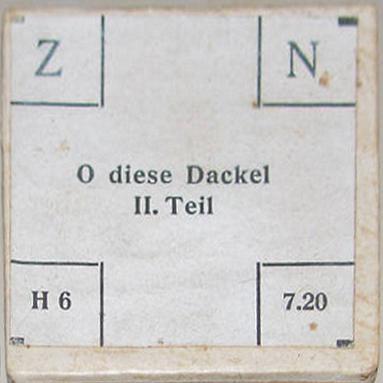 Z N
O diese Dackel
II. Teil
H 6 7.20